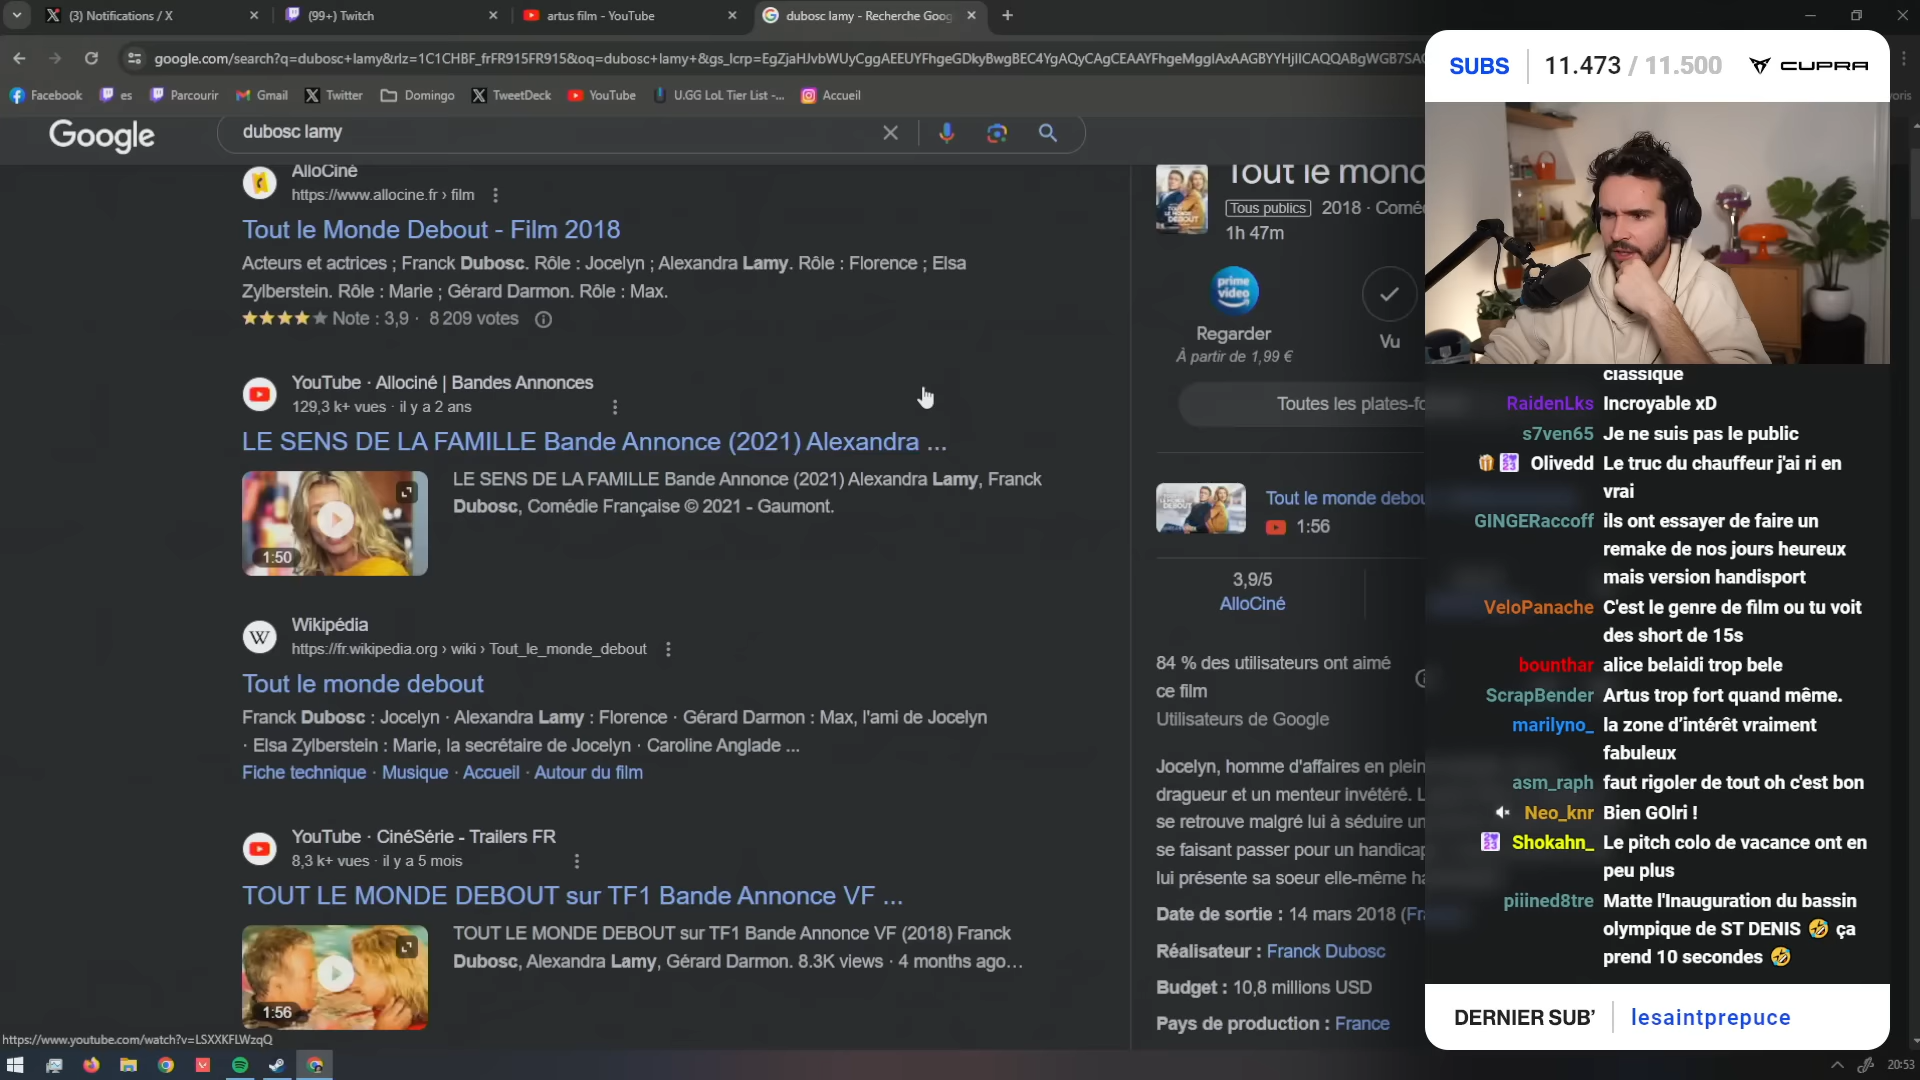 (3) Notifications / X
(99+) Twitch
artus film - YouTube
dubosc lamy - Recherche Goog
google.com/search?q=dubosc+lamy&rlz=1C1CHBF_frFR915FR915&oq=dubosc+lamy+&gs_lcrp=
Facebook
es
Parcourir
Gmail
Twitter
Domingo
TweetDeck
YouTube
U.GG LoL Tier List -...
Accueil
Google
dubosc lamy
AlloCiné
https://www.allocine.fr › film
Tout le Monde Debout - Film 2018
Acteurs et actrices ; Franck Dubosc. Rôle : Jocelyn ; Alexandra Lamy. Rôle : Florence ; Elsa
Zylberstein. Rôle : Marie ; Gérard Darmon. Rôle : Max.
Note : 3,9 · 8 209 votes
YouTube · Allociné | Bandes Annonces
129,3 k+ vues · il y a 2 ans
LE SENS DE LA FAMILLE Bande Annonce (2021) Alexandra ...
LE SENS DE LA FAMILLE Bande Annonce (2021) Alexandra Lamy, Franck
Dubosc, Comédie Française © 2021 - Gaumont.
1:50
Wikipédia
https://fr.wikipedia.org › wiki › Tout_le_monde_debout
Tout le monde debout
Franck Dubosc : Jocelyn · Alexandra Lamy : Florence · Gérard Darmon : Max, l'ami de Jocelyn
· Elsa Zylberstein : Marie, la secrétaire de Jocelyn · Caroline Anglade ...
Fiche technique · Musique · Accueil · Autour du film
YouTube · CinéSérie - Trailers FR
8,3 k+ vues · il y a 5 mois
TOUT LE MONDE DEBOUT sur TF1 Bande Annonce VF ...
TOUT LE MONDE DEBOUT sur TF1 Bande Annonce VF (2018) Franck
Dubosc, Alexandra Lamy, Gérard Darmon. 8.3K views · 4 months ago...
1:56
https://www.youtube.com/watch?v=LSXXKFLWzqQ
Tout le mond
Tous publics 2018 · Comé
1h 47m
prime video
Regarder
À partir de 1,99 €
Vu
Toutes les plates-fo
Tout le monde debou
1:56
3,9/5
AlloCiné
84 % des utilisateurs ont aimé
ce film
Utilisateurs de Google
Jocelyn, homme d'affaires en plein
dragueur et un menteur invétéré. L
se retrouve malgré lui à séduire un
se faisant passer pour un handicap
lui présente sa soeur elle-même ha
Date de sortie : 14 mars 2018 (Fra
Réalisateur : Franck Dubosc
Budget : 10,8 millions USD
Pays de production : France
SUBS 11.473 / 11.500 CUPRA
oris
classique
RaidenLks Incroyable xD
s7ven65 Je ne suis pas le public
Olivedd Le truc du chauffeur j'ai ri en
vrai
GINGERaccoff ils ont essayer de faire un
remake de nos jours heureux
mais version handisport
VeloPanache C'est le genre de film ou tu voit
des short de 15s
bounthar alice belaidi trop bele
ScrapBender Artus trop fort quand même.
marilyno_ la zone d'intérêt vraiment
fabuleux
asm_raph faut rigoler de tout oh c'est bon
Neo_knr Bien GOlri !
Shokahn_ Le pitch colo de vacance ont en
peu plus
piiined8tre Matte l'Inauguration du bassin
olympique de ST DENIS 🤣 ça
prend 10 secondes 🤣
DERNIER SUB' lesaintprepuce
20:53